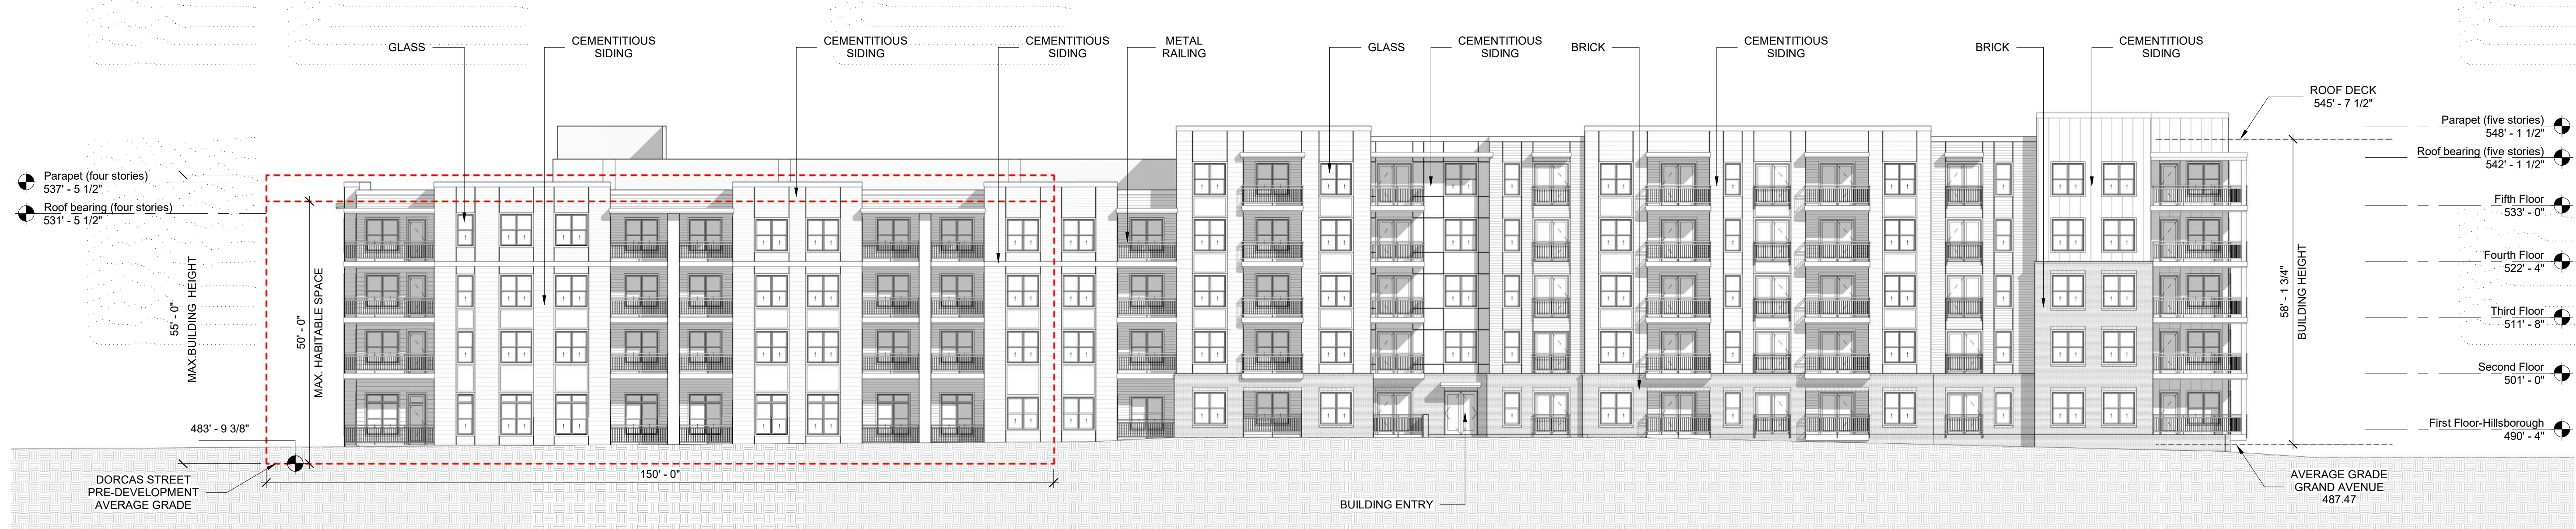 GLASS
CEMENTITIOUS
SIDING
CEMENTITIOUS
SIDING
CEMENTITIOUS
SIDING
METAL
RAILING
GLASS
CEMENTITIOUS
SIDING
BRICK
CEMENTITIOUS
SIDING
BRICK
CEMENTITIOUS
SIDING
ROOF DECK
545' - 7 1/2"
Parapet (four stories)
537' - 5 1/2"
Roof bearing (four stories)
531' - 5 1/2"
55' - 0"
MAX.BUILDING HEIGHT
50' - 0"
MAX. HABITABLE SPACE
483' - 9 3/8"
DORCAS STREET
PRE-DEVELOPMENT
AVERAGE GRADE
150' - 0"
BUILDING ENTRY
58' - 1 3/4"
BUILDING HEIGHT
Parapet (five stories)
548' - 1 1/2"
Roof bearing (five stories)
542' - 1 1/2"
Fifth Floor
533' - 0"
Fourth Floor
522' - 4"
Third Floor
511' - 8"
Second Floor
501' - 0"
First Floor-Hillsborough
490' - 4"
AVERAGE GRADE
GRAND AVENUE
487.47